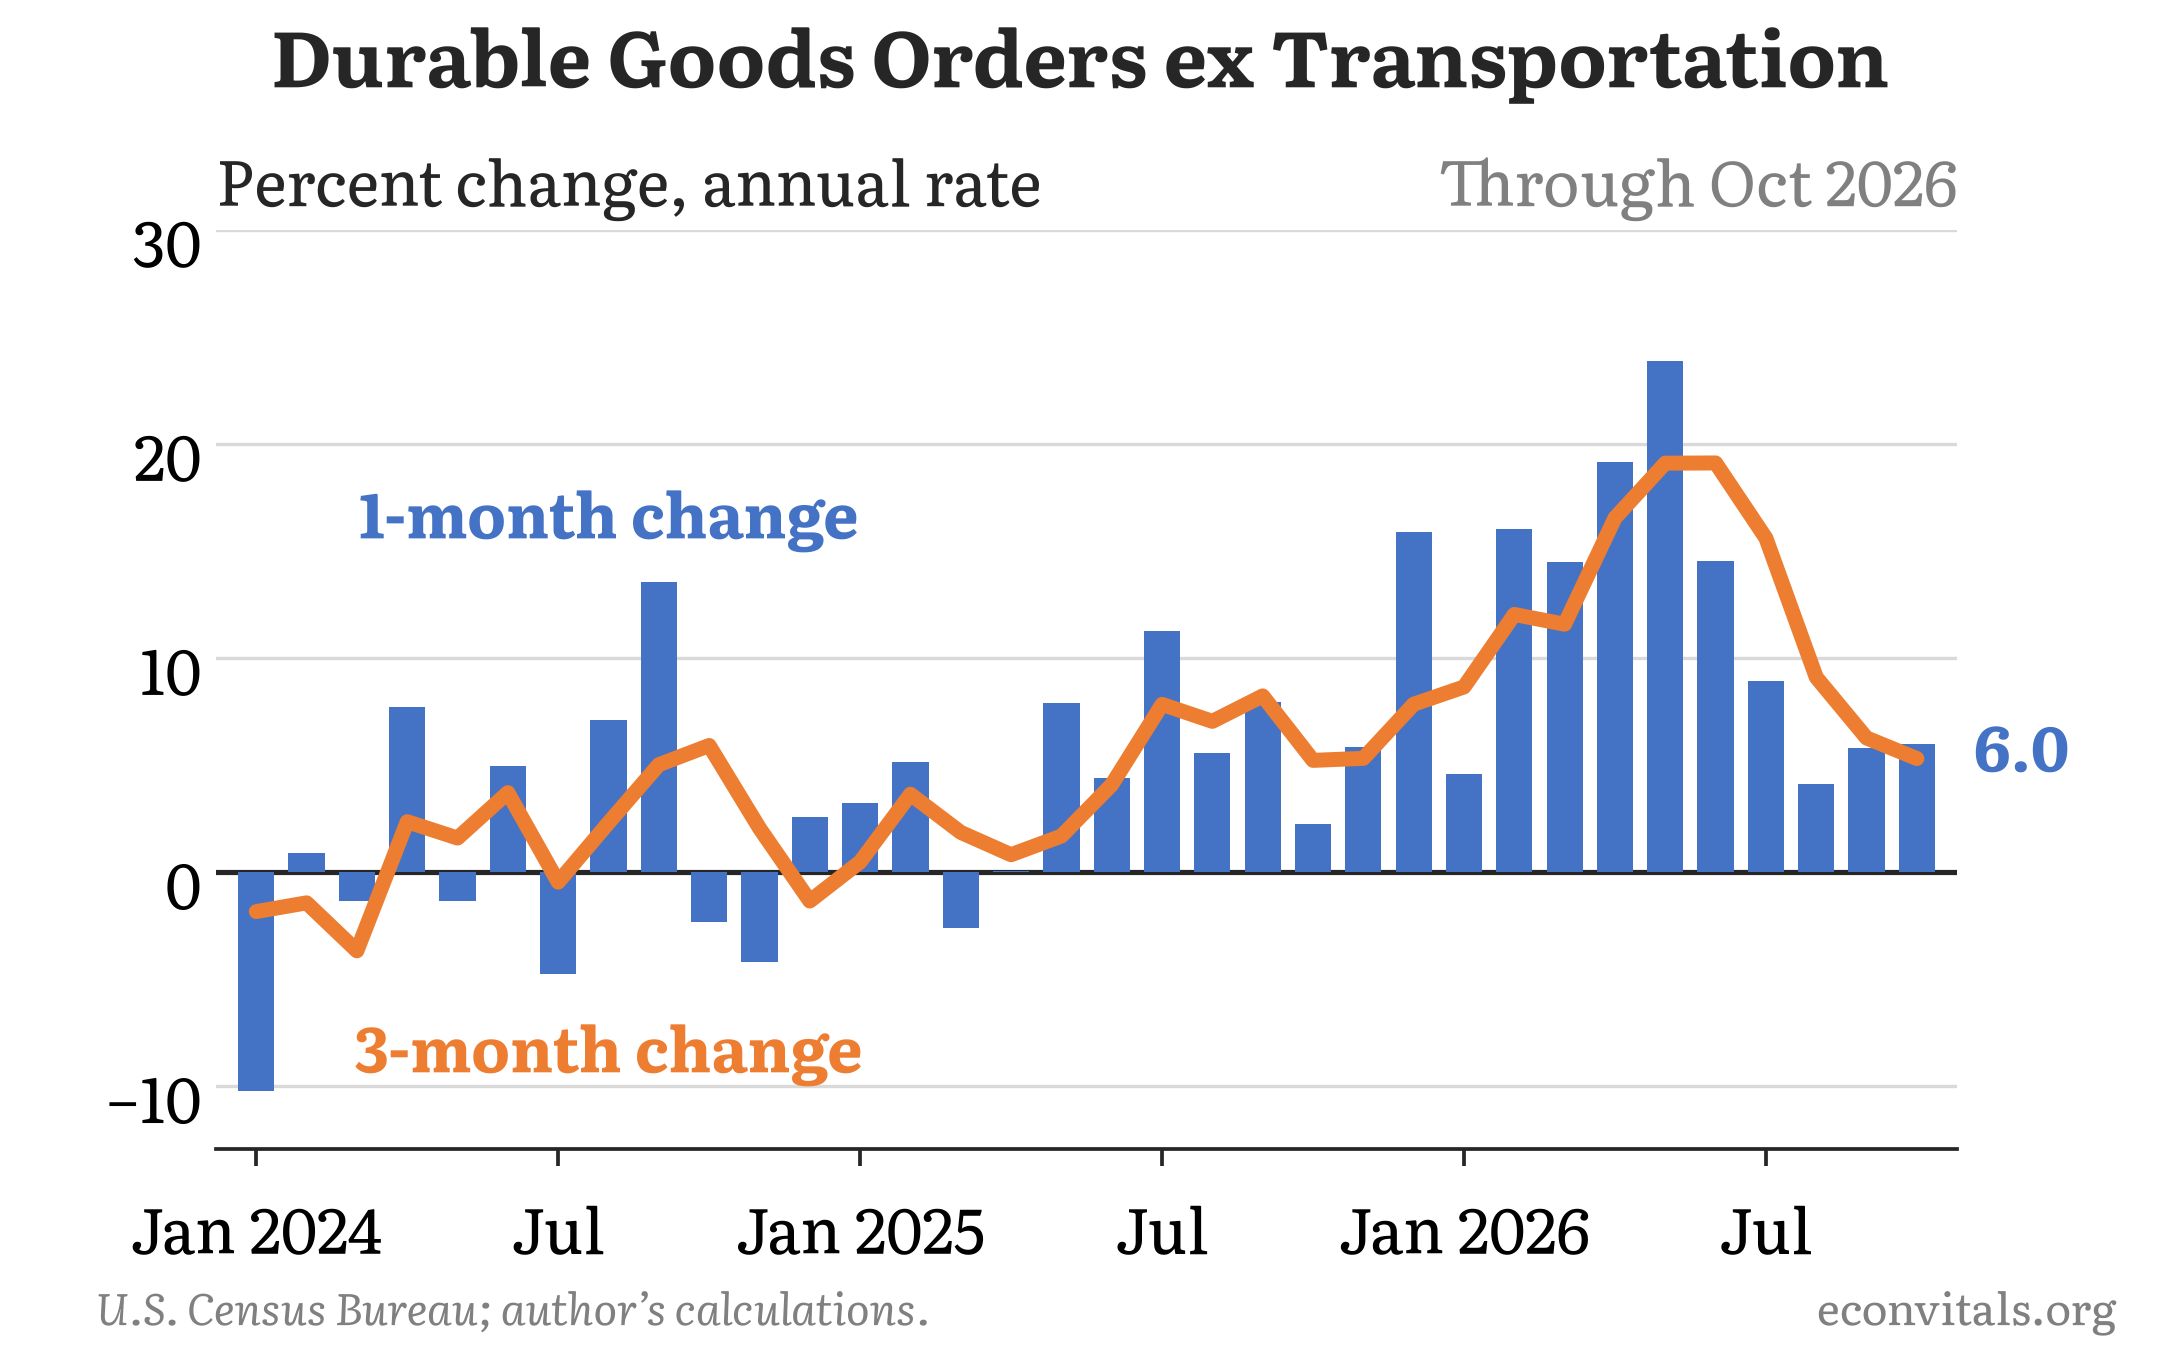 Durable Goods Orders ex Transportation
Percent change, annual rate
Through Oct 2026
30
20
10
0
–10
1-month change
3-month change
6.0
Jan 2024
Jul
Jan 2025
Jul
Jan 2026
Jul
U.S. Census Bureau; author’s calculations.
econvitals.org